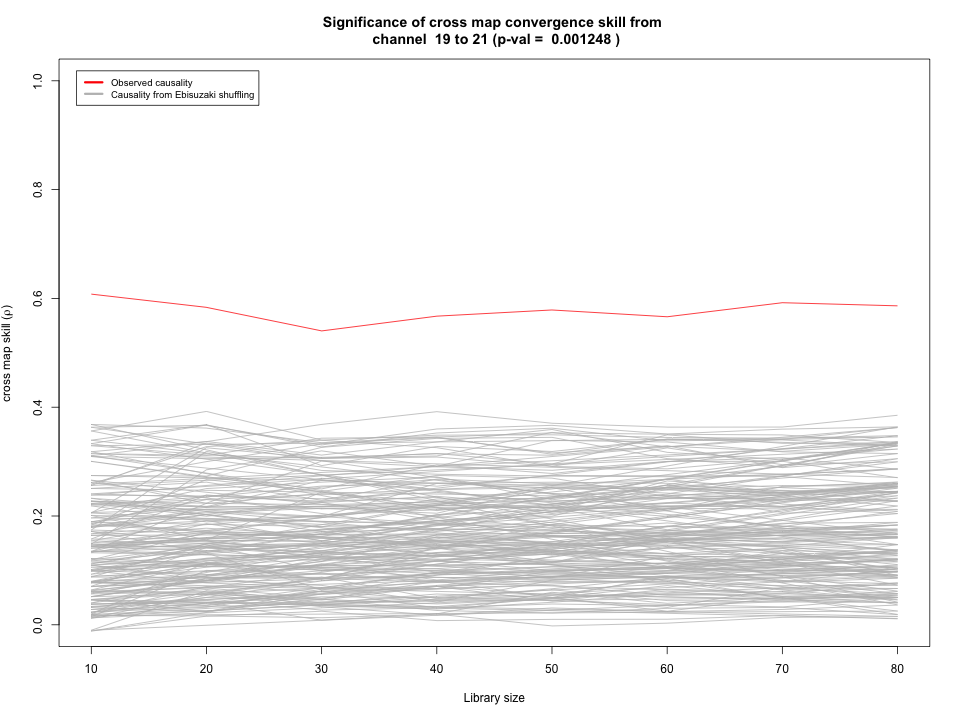 Significance of cross map convergence skill from
channel  19 to 21 (p-val =  0.001248 )
Observed causality
Causality from Ebisuzaki shuffling
cross map skill (ρ)
1.0
0.8
0.6
0.4
0.2
0.0
10 20 30 40 50 60 70 80
Library size